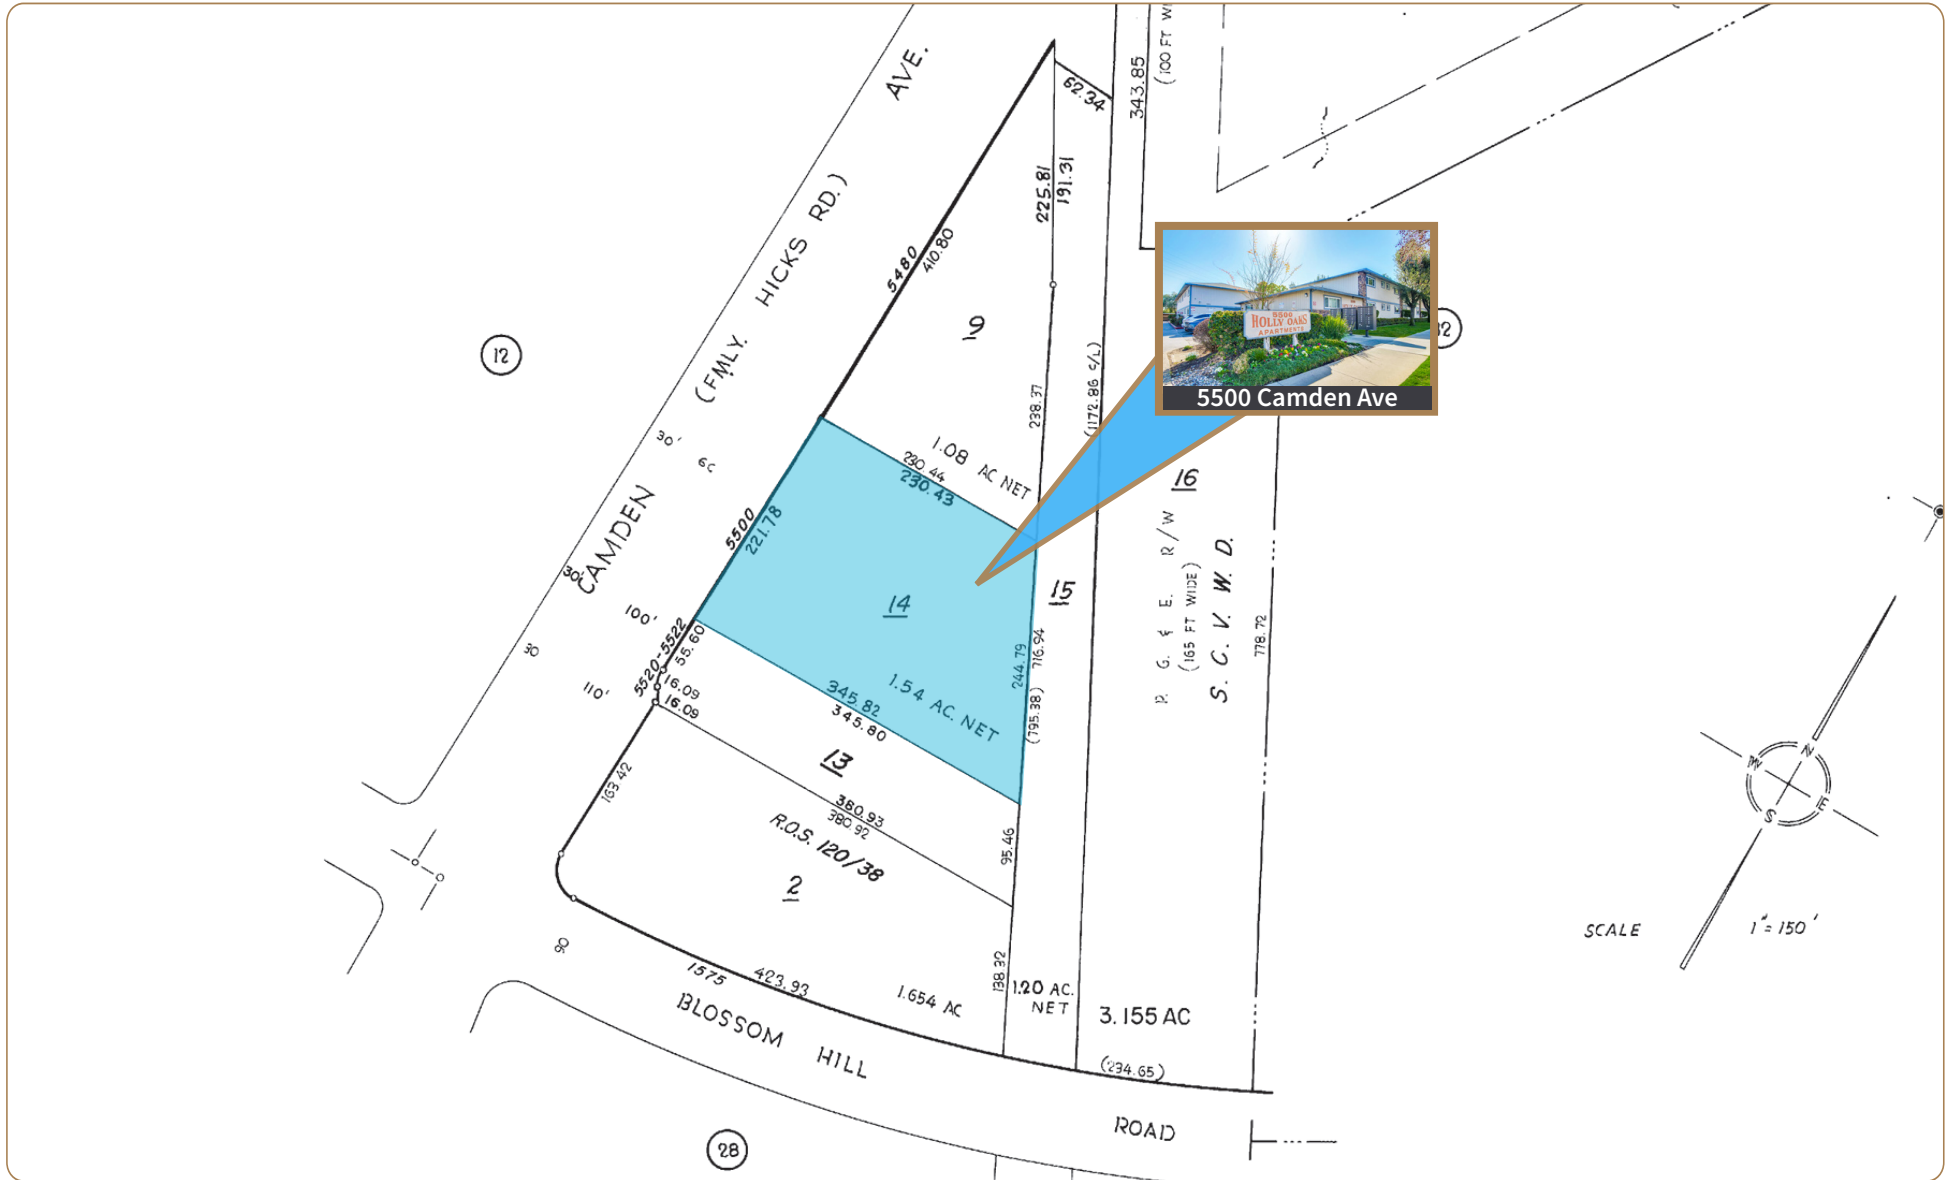 AVE.
(FMLY. HICKS RD.)
CAMDEN
62.34
343.85
(100 FT WI
225.81
191.31
5480
410.80
9
238.37
(1172.86 C/L)
12
32
5500
HOLLY OAKS
APARTMENTS
5500 Camden Ave
1.08 AC NET
230.44
230.43
30'
60
16
P. G. & E. R/W
(165 FT WIDE)
S. C. V. W. D.
778.72
5500
221.78
14
15
30'
100'
30
110'
5520-5522
55.60
16.09
16.09
244.79
716.94
(795.38)
1.54 AC. NET
345.82
345.80
13
163.42
380.93
380.92
R.O.S. 120/38
95.46
2
90
1575
423.93
1.654 AC
138.32
1.20 AC.
NET
3.155 AC
(234.65)
BLOSSOM HILL
ROAD
28
N
W
E
S
SCALE 1" = 150'